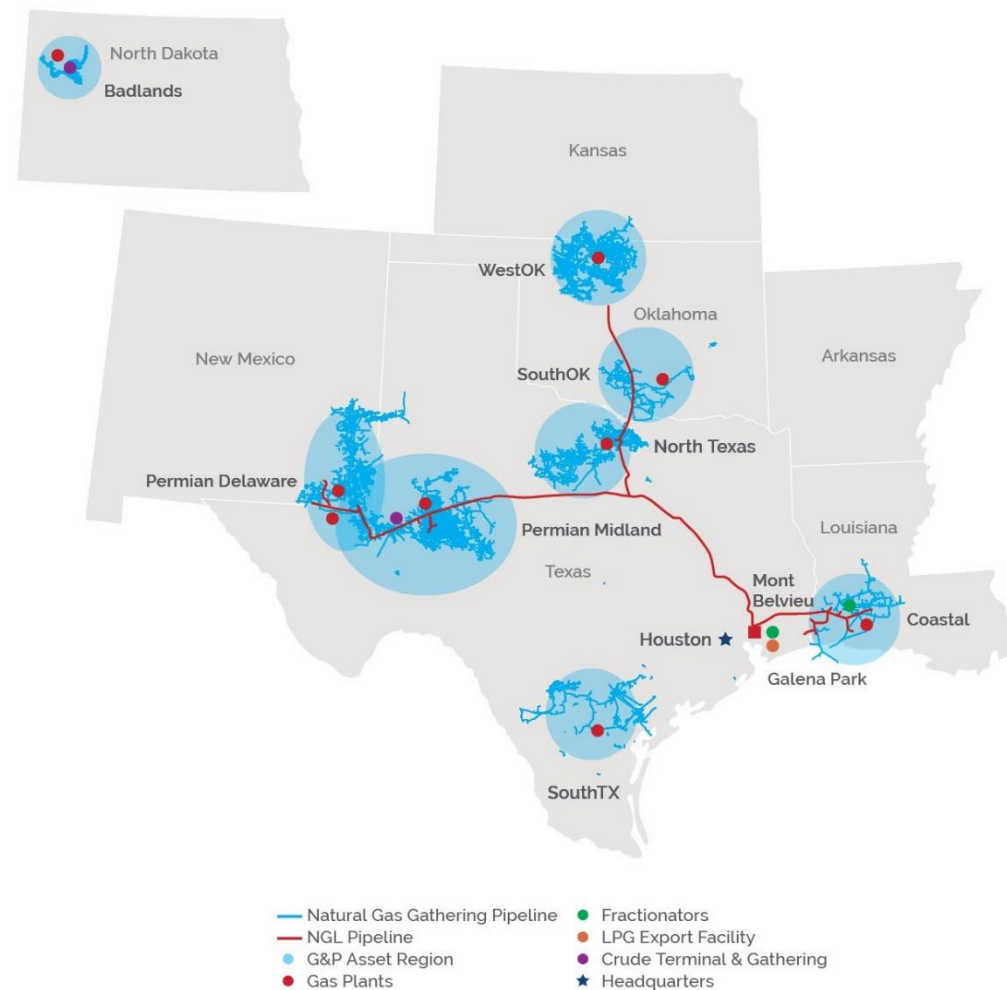 North Dakota
Badlands
Kansas
WestOK
Oklahoma
New Mexico
Arkansas
SouthOK
North Texas
Permian Delaware
Permian Midland
Louisiana
Texas
Mont
Belvieu
Coastal
Houston
Galena Park
SouthTX
Natural Gas Gathering Pipeline
NGL Pipeline
G&P Asset Region
Gas Plants
Fractionators
LPG Export Facility
Crude Terminal & Gathering
Headquarters